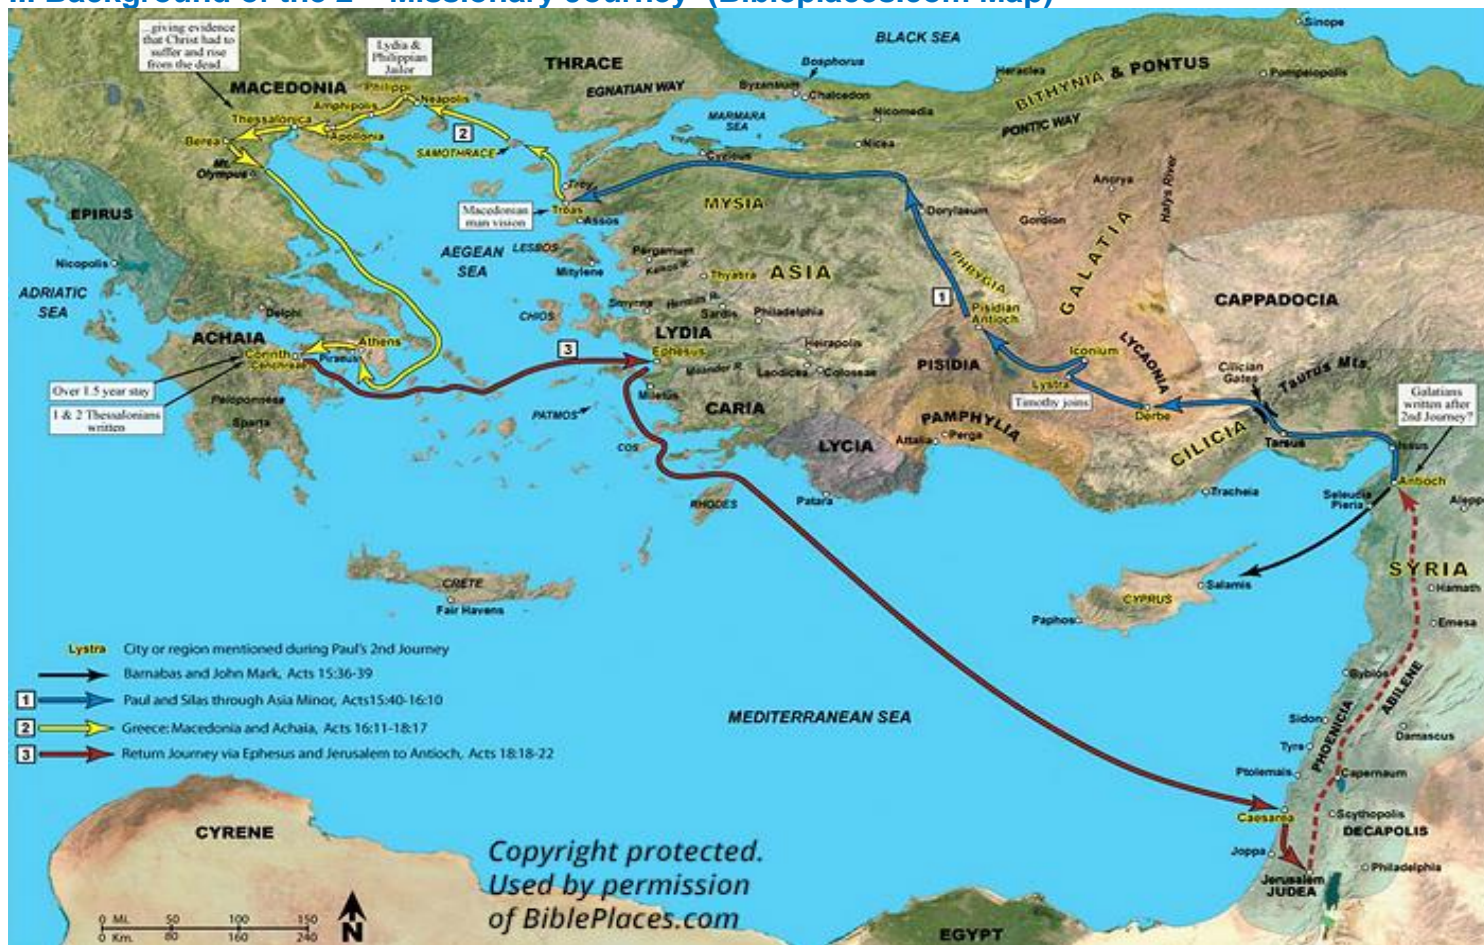 Missionary Journey (Bibleplaces.com Map)
...giving evidence
that Christ had to
suffer and rise
from the dead...
Lydia &
Philippian
Jailor
BLACK SEA
Sinope
THRACE
Bosphorus
Heraclea
BITHYNIA & PONTUS
Pompeiopolis
MACEDONIA
Philippi
Neapolis
EGNATIAN WAY
Byzantium
Chalcedon
Amphipolis
Thessalonica
Apollonia
MARMARA
SEA
Nicomedia
PONTIC WAY
Berea
2
SAMOTHRACE
Nicea
Cyzicus
Mt.
Olympus
Troy
Ancyra
Halys River
EPIRUS
Macedonian
man vision
Troas
Assos
MYSIA
Dorylaeum
Gordion
GALATIA
AEGEAN
SEA
LESBOS
Mitylene
Pergamum
Kaikos R.
Thyatira
ASIA
PHRYGIA
Nicopolis
ADRIATIC
SEA
Delphi
CHIOS
Smyrna
Hermus R.
Sardis
Philadelphia
1
Pisidian
Antioch
CAPPADOCIA
ACHAIA
Athens
Corinth
Cenchreae
Piraeus
3
LYDIA
Ephesus
Heirapolis
Meander R.
Laodicea
Colossae
PISIDIA
Iconium
LYCAONIA
Cilician
Gates
Taurus Mts.
Over 1.5 year stay
1 & 2 Thessalonians
written
Peloponnese
Sparta
PATMOS
Miletus
CARIA
Lystra
Timothy joins
Derbe
Galatians
written after
2nd Journey?
COS
LYCIA
PAMPHYLIA
Attalia
Perga
CILICIA
Tarsus
Issus
Antioch
RHODES
Patara
Tracheia
Seleucia
Pieria
Aleppo
SYRIA
CRETE
Fair Havens
CYPRUS
Salamis
Paphos
Hamath
Emesa
Lystra City or region mentioned during Paul's 2nd Journey
Barnabas and John Mark, Acts 15:36-39
1 Paul and Silas through Asia Minor, Acts15:40-16:10
2 Greece: Macedonia and Achaia, Acts 16:11-18:17
3 Return Journey via Ephesus and Jerusalem to Antioch, Acts 18:18-22
MEDITERRANEAN SEA
Byblos
ABILENE
PHOENICIA
Sidon
Damascus
Tyre
Ptolemais
Capernaum
Caesarea
Scythopolis
DECAPOLIS
Joppa
Philadelphia
Jerusalem
JUDEA
CYRENE
Copyright protected.
Used by permission
of BiblePlaces.com
0 Mi. 50 100 150
0 Km. 80 160 240
N
EGYPT